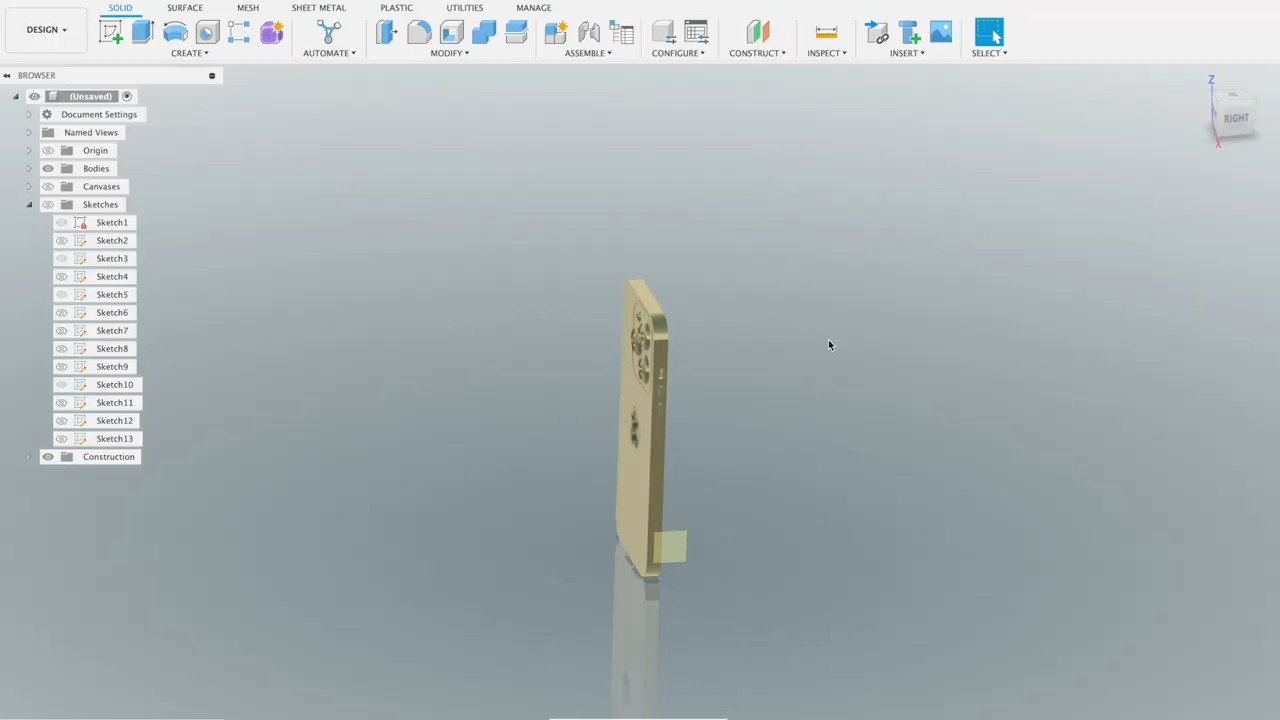 SOLID SURFACE MESH SHEET METAL PLASTIC UTILITIES MANAGE
DESIGN
CREATE AUTOMATE MODIFY ASSEMBLE CONFIGURE CONSTRUCT INSPECT INSERT SELECT
BROWSER
(Unsaved)
Document Settings
Named Views
Origin
Bodies
Canvases
Sketches
Sketch1
Sketch2
Sketch3
Sketch4
Sketch5
Sketch6
Sketch7
Sketch8
Sketch9
Sketch10
Sketch11
Sketch12
Sketch13
Construction
Z
RIGHT
X